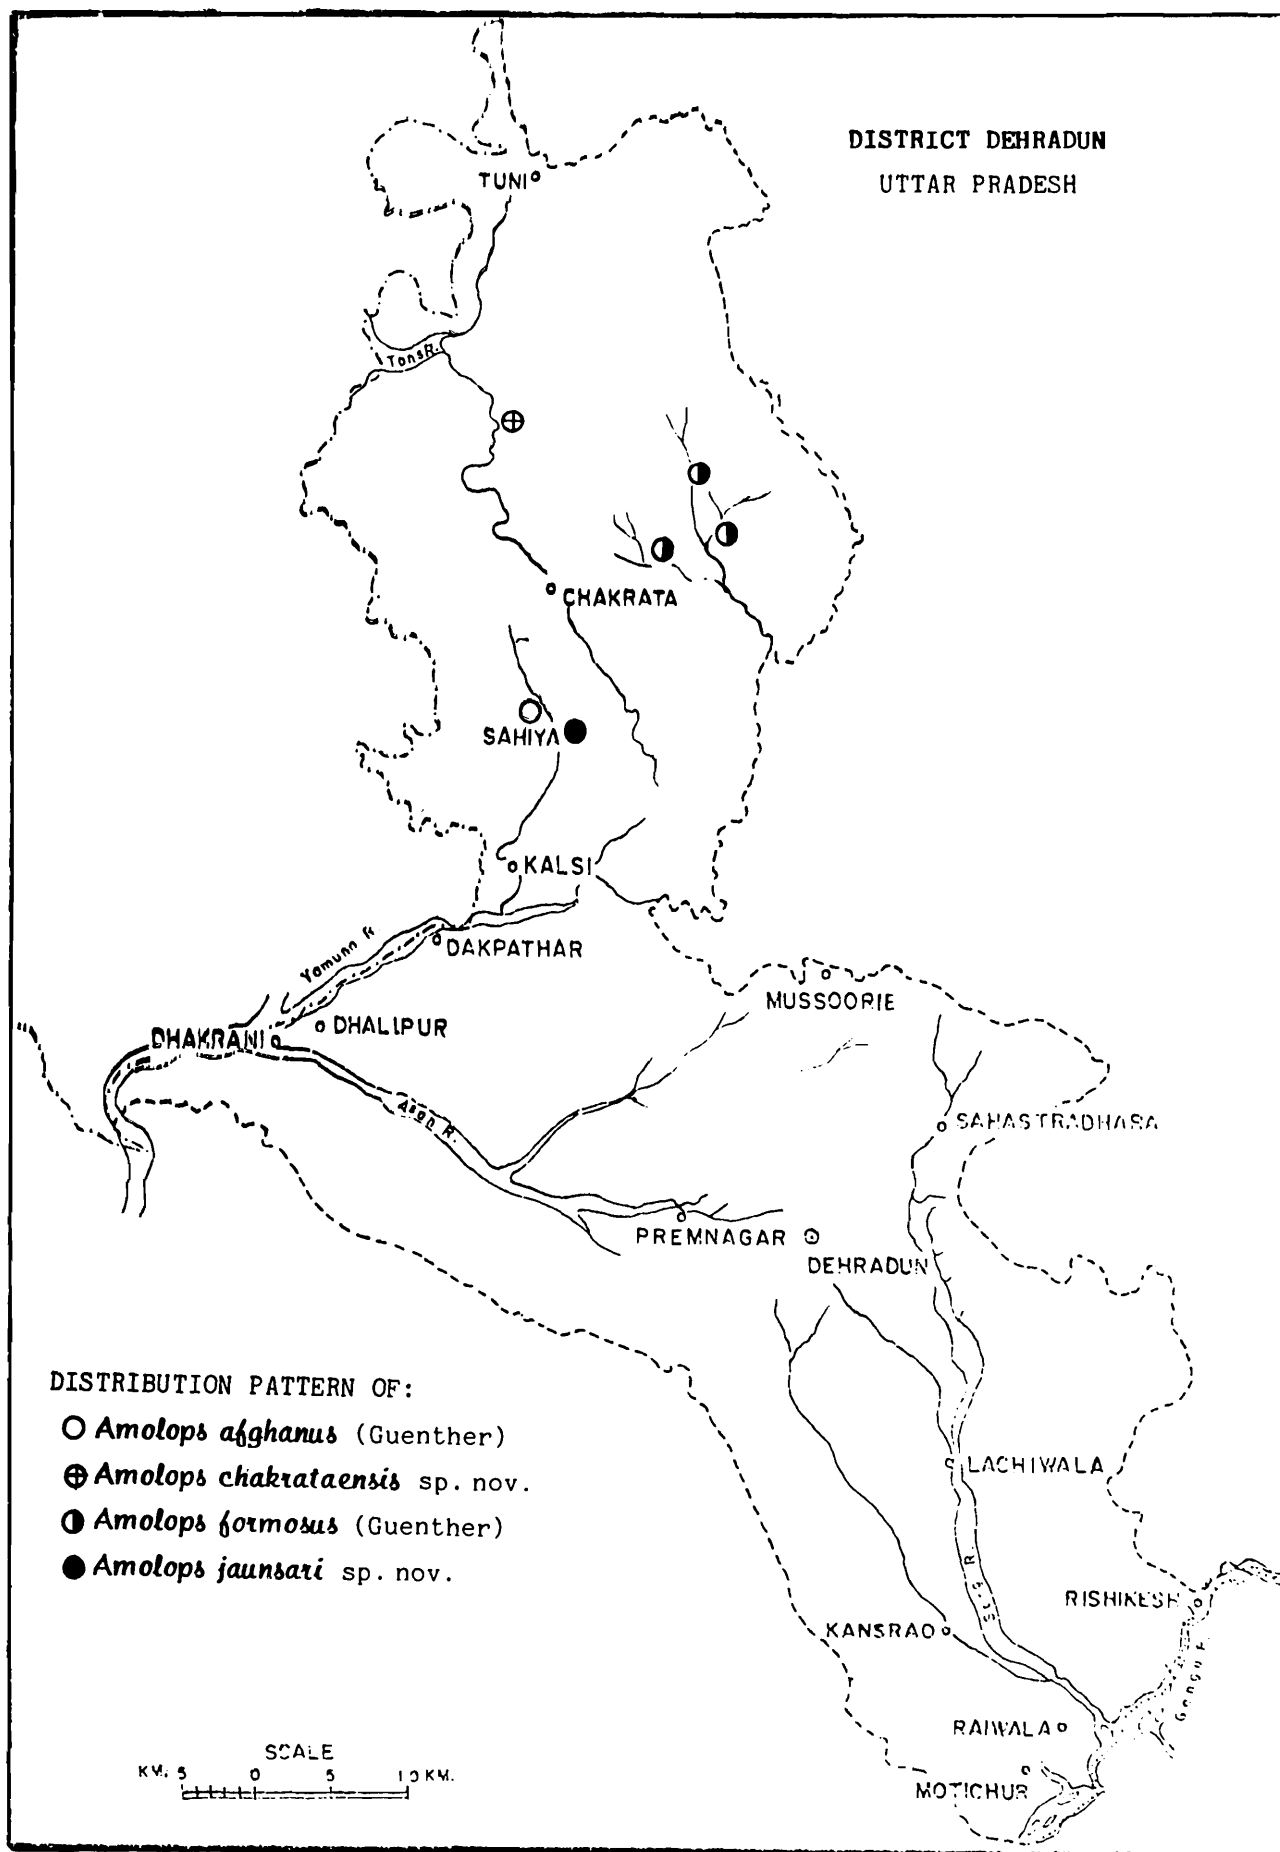 DISTRICT DEHRADUN
UTTAR PRADESH
TUNI
Tons R.
CHAKRATA
SAHIYA
KALSI
Yamuna R.
DAKPATHAR
MUSSOORIE
DHALIPUR
DHAKRANI
Asan R.
SAHASTRADHARA
PREMNAGAR
DEHRADUN
DISTRIBUTION PATTERN OF:
Amolops afghanus (Guenther)
Amolops chakrataensis sp. nov.
Amolops formosus (Guenther)
Amolops jaunsari sp. nov.
LACHIWALA
R.
RISHIKESH
KANSRAO
Ganga R.
RAIWALA
MOTICHUR
SCALE
KM. 5 0 5 10 KM.